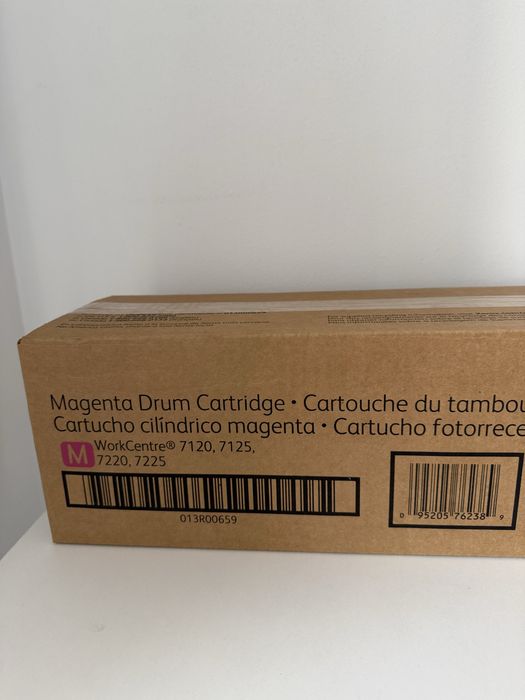 Magenta Drum Cartridge • Cartouche du tambou
Cartucho cilíndrico magenta • Cartucho fotorrece
M WorkCentre® 7120, 7125,
7220, 7225
013R00659
0 95205 76238 9